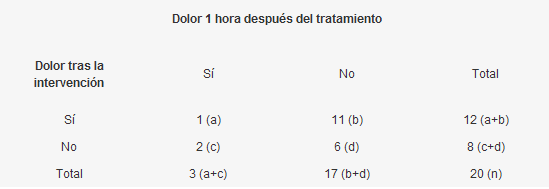 Dolor 1 hora después del tratamiento
Dolor tras la
intervención
Sí No Total
Sí 1 (a) 11 (b) 12 (a+b)
No 2 (c) 6 (d) 8 (c+d)
Total 3 (a+c) 17 (b+d) 20 (n)